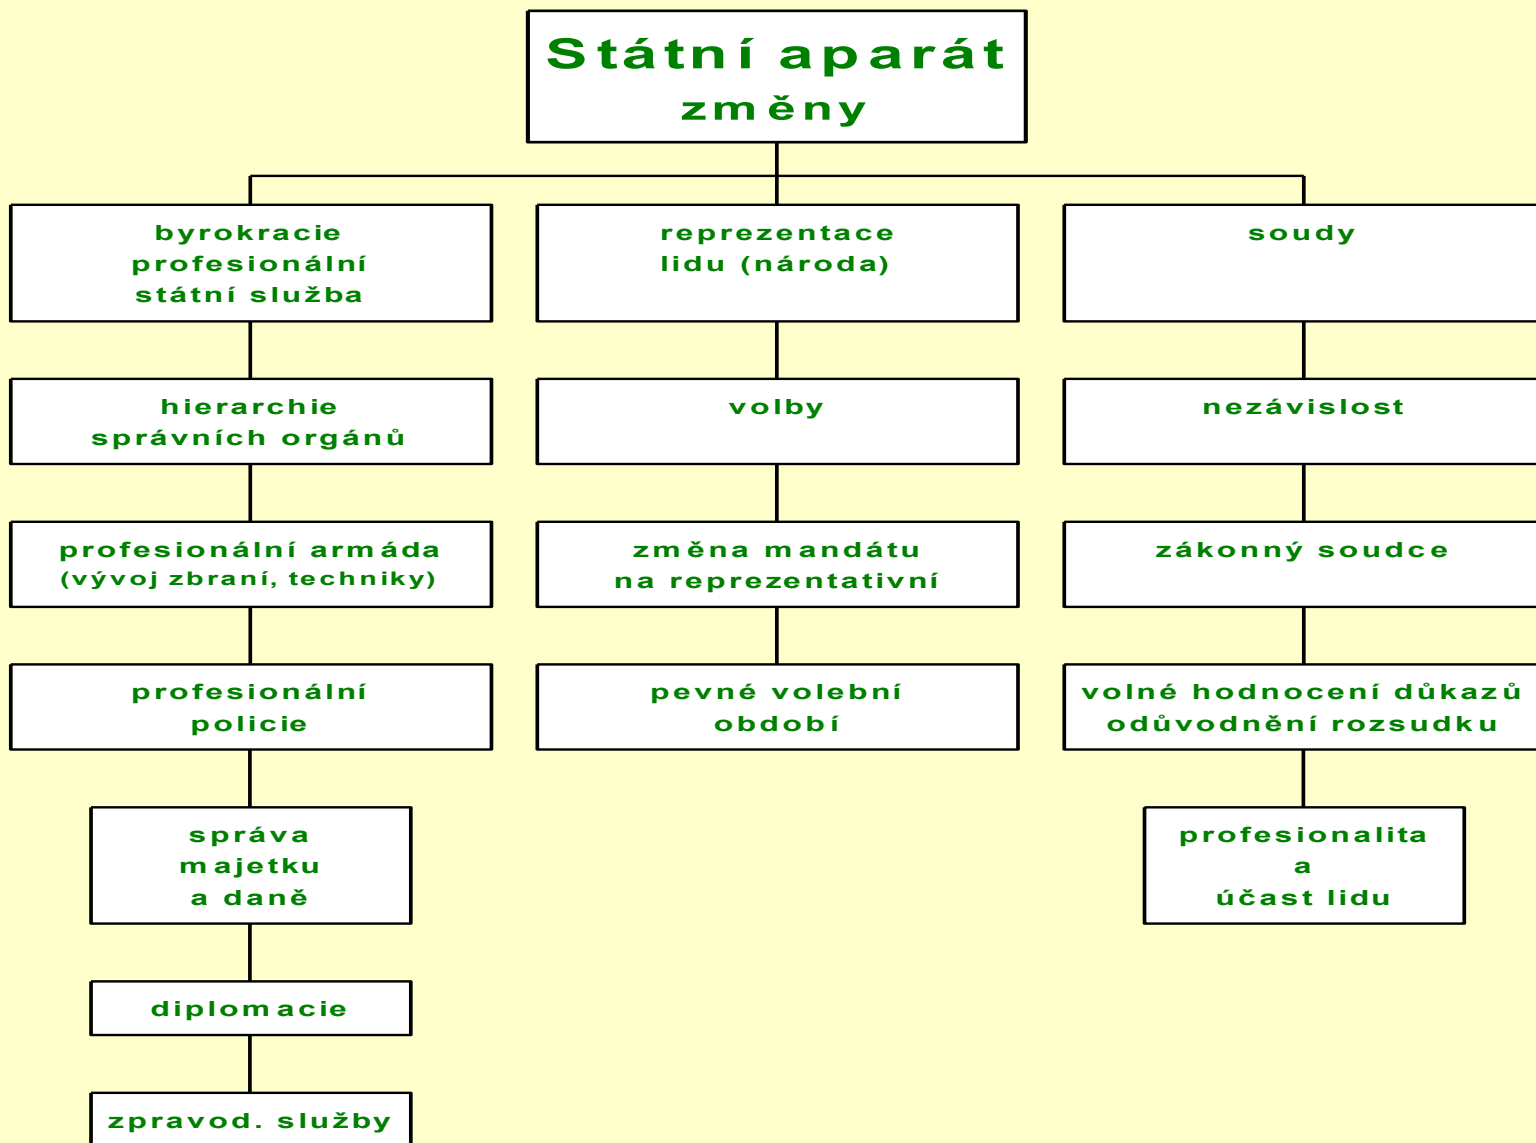 Státní aparát
změny
byrokracie
profesionální
státní služba
hierarchie
správních orgánů
profesionální armáda
(vývoj zbraní, techniky)
profesionální
policie
správa
majetku
a daně
diplomacie
zpravod. služby
reprezentace
lidu (národa)
volby
změna mandátu
na reprezentativní
pevné volební
období
soudy
nezávislost
zákonný soudce
volné hodnocení důkazů
odůvodnění rozsudku
profesionalita
a
účast lidu